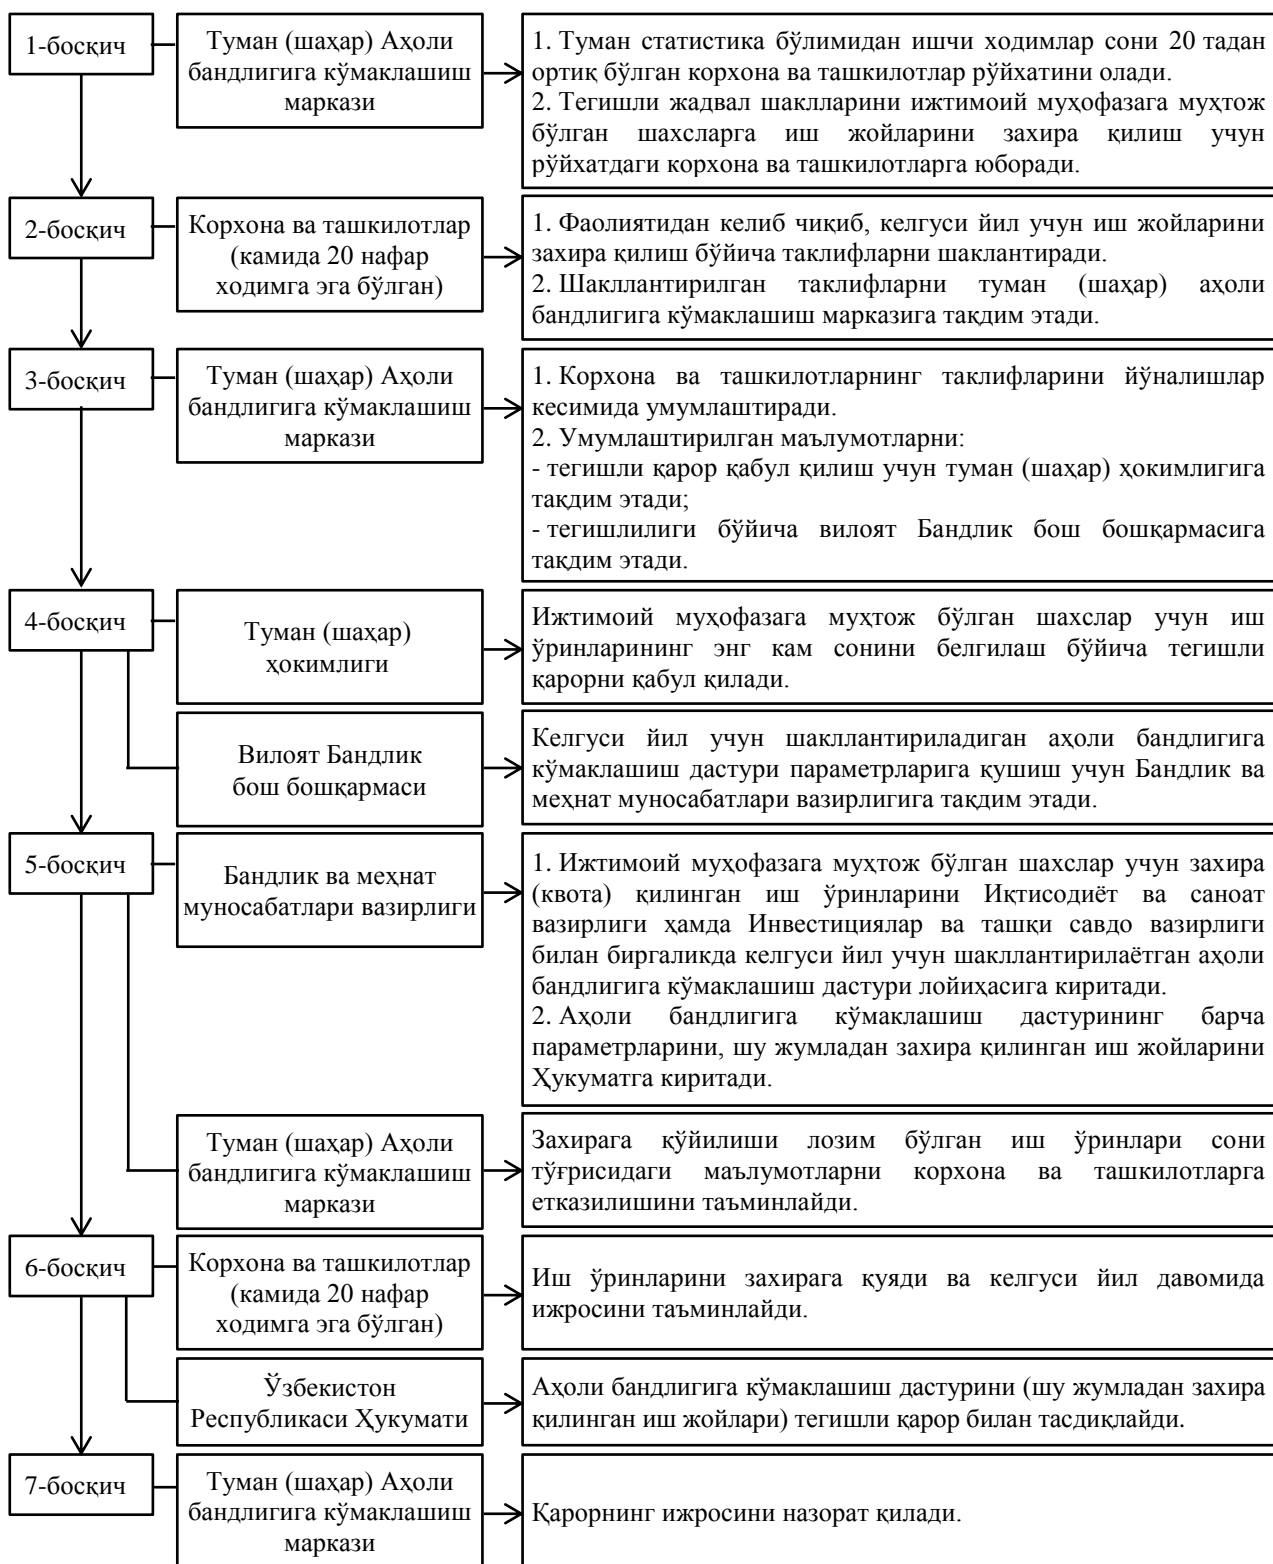 1-босқич
Туман (шаҳар) Аҳоли
бандлигига кўмаклашиш
маркази
1. Туман статистика бўлимидан ишчи ходимлар сони 20 тадан
ортиқ бўлган корхона ва ташкилотлар рўйхатини олади.
2. Тегишли жадвал шаклларини ижтимоий муҳофазага муҳтож
бўлган шахсларга иш жойларини захира қилиш учун
рўйхатдаги корхона ва ташкилотларга юборади.
2-босқич
Корхона ва ташкилотлар
(камида 20 нафар
ходимга эга бўлган)
1. Фаолиятидан келиб чиқиб, келгуси йил учун иш жойларини
захира қилиш бўйича таклифларни шаклантиради.
2. Шакллантирилган таклифларни туман (шаҳар) аҳоли
бандлигига кўмаклашиш марказига тақдим этади.
3-босқич
Туман (шаҳар) Аҳоли
бандлигига кўмаклашиш
маркази
1. Корхона ва ташкилотларнинг таклифларини йўналишлар
кесимида умумлаштиради.
2. Умумлаштирилган маълумотларни:
- тегишли қарор қабул қилиш учун туман (шаҳар) ҳокимлигига
тақдим этади;
- тегишлилиги бўйича вилоят Бандлик бош бошқармасига
тақдим этади.
4-босқич
Туман (шаҳар)
ҳокимлиги
Ижтимоий муҳофазага муҳтож бўлган шахслар учун иш
ўринларининг энг кам сонини белгилаш бўйича тегишли
қарорни қабул қилади.
Вилоят Бандлик
бош бошқармаси
Келгуси йил учун шакллантириладиган аҳоли бандлигига
кўмаклашиш дастури параметрларига қушиш учун Бандлик ва
меҳнат муносабатлари вазирлигига тақдим этади.
5-босқич
Бандлик ва меҳнат
муносабатлари вазирлиги
1. Ижтимоий муҳофазага муҳтож бўлган шахслар учун захира
(квота) қилинган иш ўринларини Иқтисодиёт ва саноат
вазирлиги ҳамда Инвестициялар ва ташқи савдо вазирлиги
билан биргаликда келгуси йил учун шакллантирилаётган аҳоли
бандлигига кўмаклашиш дастури лойиҳасига киритади.
2. Аҳоли бандлигига кўмаклашиш дастурининг барча
параметрларини, шу жумладан захира қилинган иш жойларини
Ҳукуматга киритади.
Туман (шаҳар) Аҳоли
бандлигига кўмаклашиш
маркази
Захирага қўйилиши лозим бўлган иш ўринлари сони
тўғрисидаги маълумотларни корхона ва ташкилотларга
етказилишини таъминлайди.
6-босқич
Корхона ва ташкилотлар
(камида 20 нафар
ходимга эга бўлган)
Иш ўринларини захирага қуяди ва келгуси йил давомида
ижросини таъминлайди.
Ўзбекистон
Республикаси Ҳукумати
Аҳоли бандлигига кўмаклашиш дастурини (шу жумладан захира
қилинган иш жойлари) тегишли қарор билан тасдиқлайди.
7-босқич
Туман (шаҳар) Аҳоли
бандлигига кўмаклашиш
маркази
Қарорнинг ижросини назорат қилади.